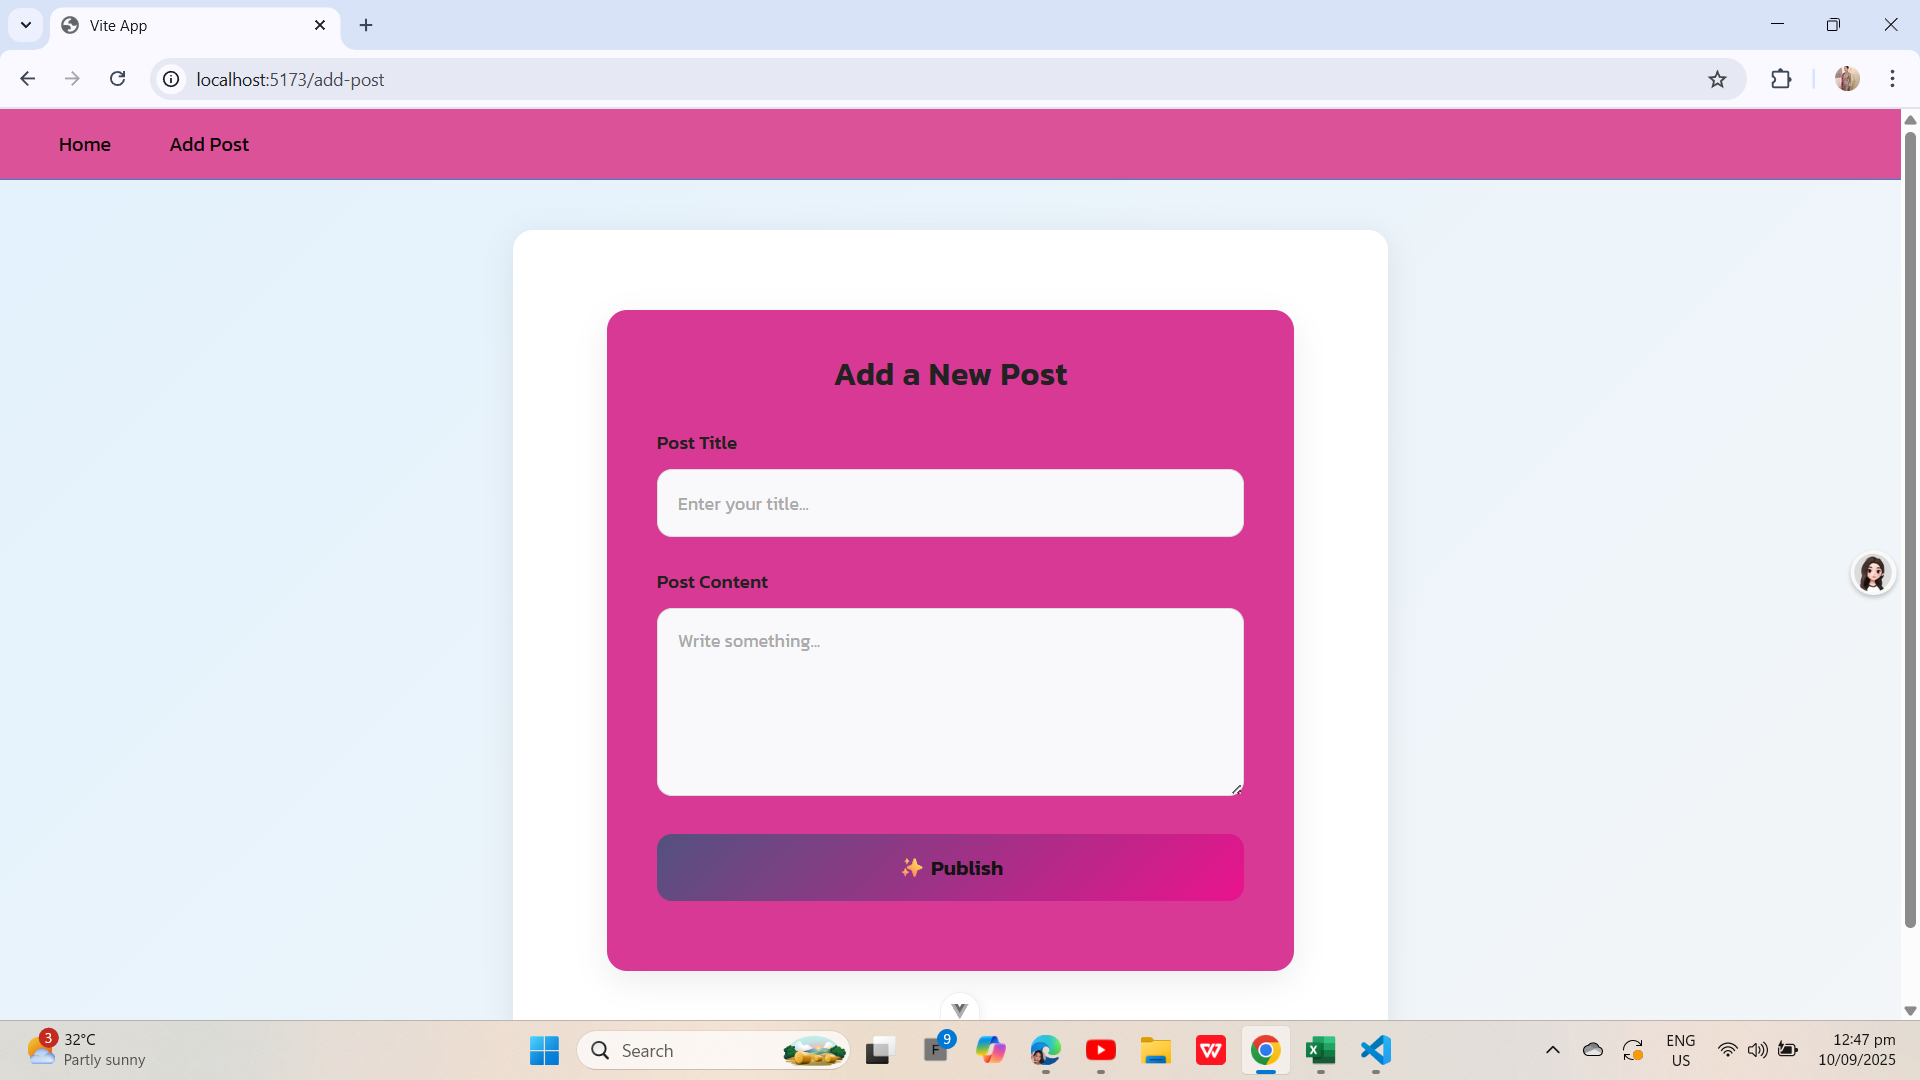 Vite App
localhost:5173/add-post
Home
Add Post
Add a New Post
Post Title
Enter your title...
Post Content
Write something...
✨ Publish
3
32°C
Partly sunny
Search
F
9
ENG
US
12:47 pm
10/09/2025